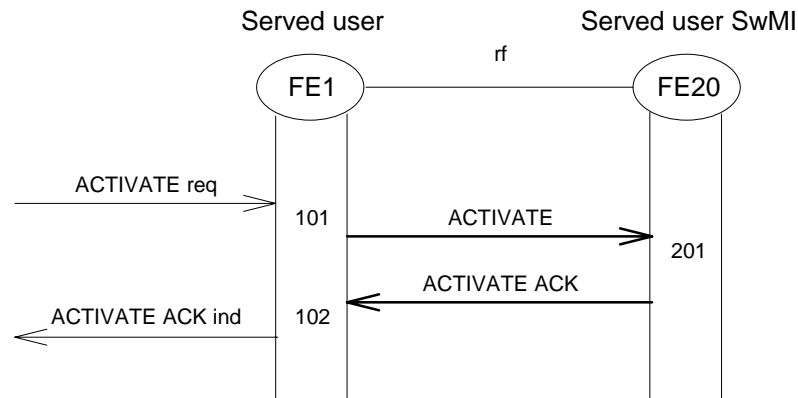 Served user
Served user SwMI
rf
FE1
FE20
ACTIVATE req
101
ACTIVATE
201
ACTIVATE ACK
ACTIVATE ACK ind
102